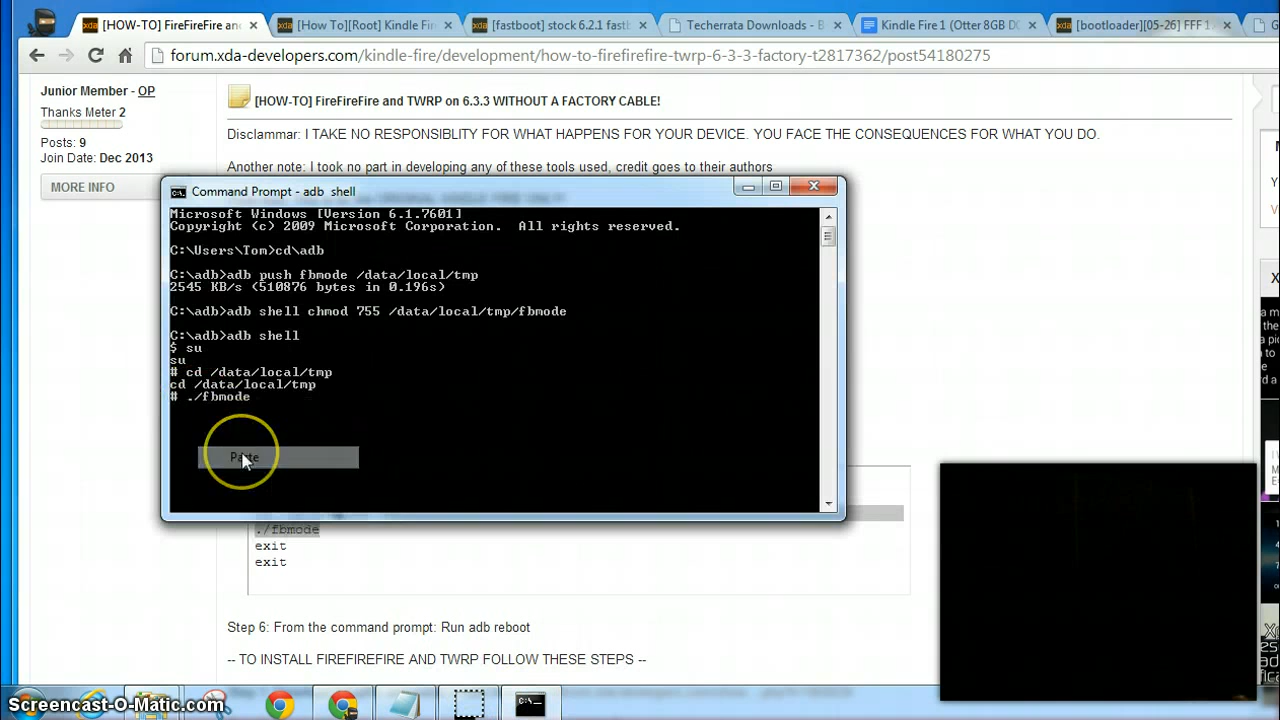 [HOW-TO] FireFireFire and
[How To][Root] Kindle Fire
[fastboot] stock 6.2.1 fastb
Techerrata Downloads - B
Kindle Fire 1 (Otter 8GB D
[bootloader][05-26] FFF 1.
forum.xda-developers.com/kindle-fire/development/how-to-firefirefire-twrp-6-3-3-factory-t2817362/post54180275
Junior Member - OP
Thanks Meter 2
Posts: 9
Join Date: Dec 2013
MORE INFO
[HOW-TO] FireFireFire and TWRP on 6.3.3 WITHOUT A FACTORY CABLE!
Disclammar: I TAKE NO RESPONSIBLITY FOR WHAT HAPPENS FOR YOUR DEVICE. YOU FACE THE CONSEQUENCES FOR WHAT YOU DO.
Another note: I took no part in developing any of these tools used, credit goes to their authors
Command Prompt - adb shell
Microsoft Windows [Version 6.1.7601]
Copyright (c) 2009 Microsoft Corporation. All rights reserved.
C:\Users\Tom>cd\adb
C:\adb>adb push fbmode /data/local/tmp
2545 KB/s (510876 bytes in 0.196s)
C:\adb>adb shell chmod 755 /data/local/tmp/fbmode
C:\adb>adb shell
$ su
su
# cd /data/local/tmp
cd /data/local/tmp
# ./fbmode
Paste
./fbmode
exit
exit
Step 6: From the command prompt: Run adb reboot
-- TO INSTALL FIREFIREFIRE AND TWRP FOLLOW THESE STEPS --
Screencast-O-Matic.com